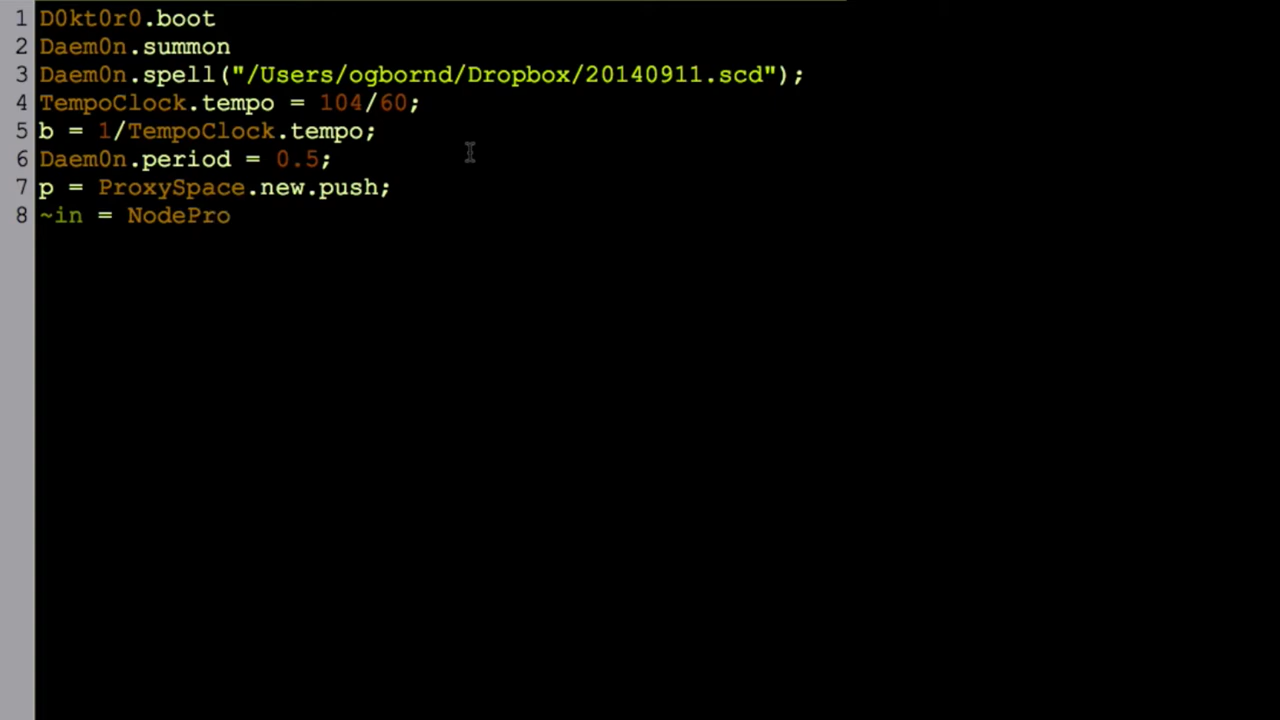 1 D0kt0r0.boot
2 Daem0n.summon
3 Daem0n.spell("/Users/ogbornd/Dropbox/20140911.scd");
4 TempoClock.tempo = 104/60;
5 b = 1/TempoClock.tempo;
6 Daem0n.period = 0.5;
7 p = ProxySpace.new.push;
8 ~in = NodePro